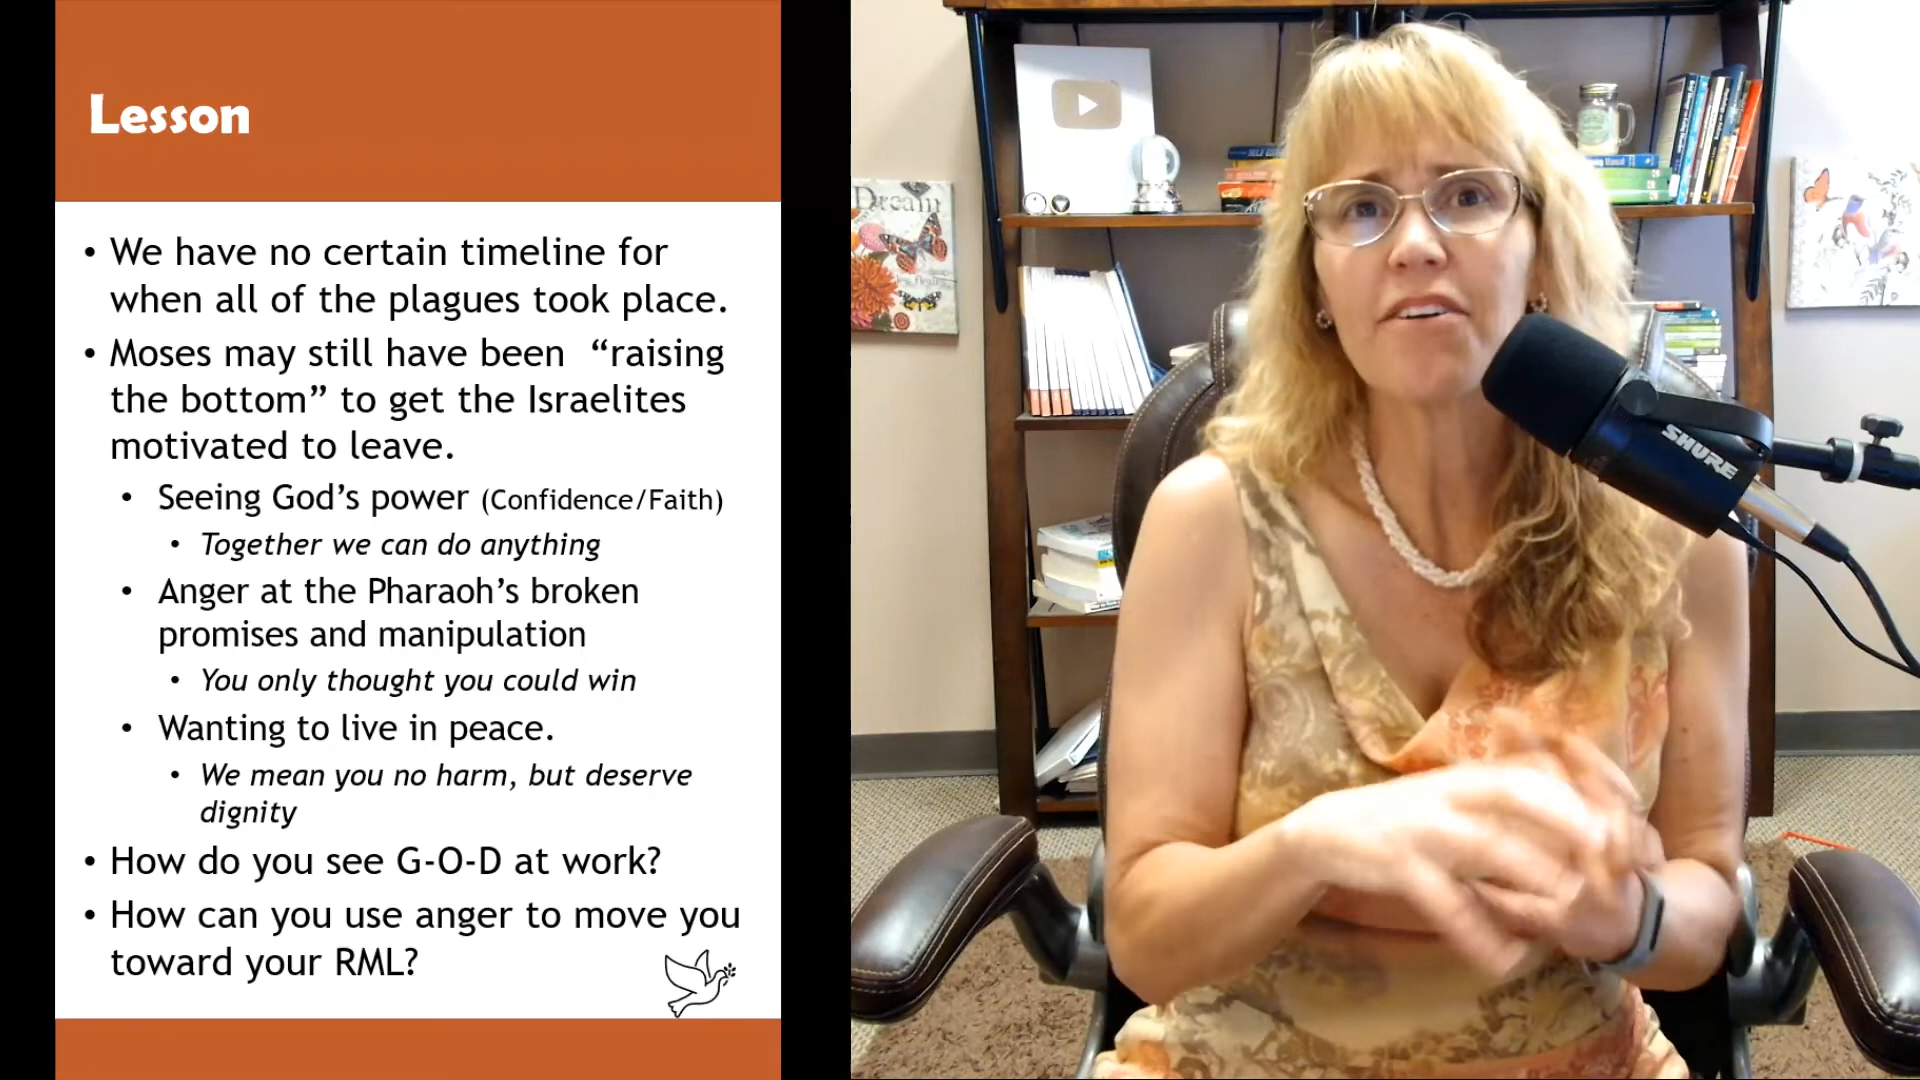 Lesson
• We have no certain timeline for
when all of the plagues took place.
• Moses may still have been “raising
the bottom” to get the Israelites
motivated to leave.
• Seeing God’s power (Confidence/Faith)
• Together we can do anything
• Anger at the Pharaoh’s broken
promises and manipulation
• You only thought you could win
• Wanting to live in peace.
• We mean you no harm, but deserve
dignity
• How do you see G-O-D at work?
• How can you use anger to move you
toward your RML?
Dream
SHURE